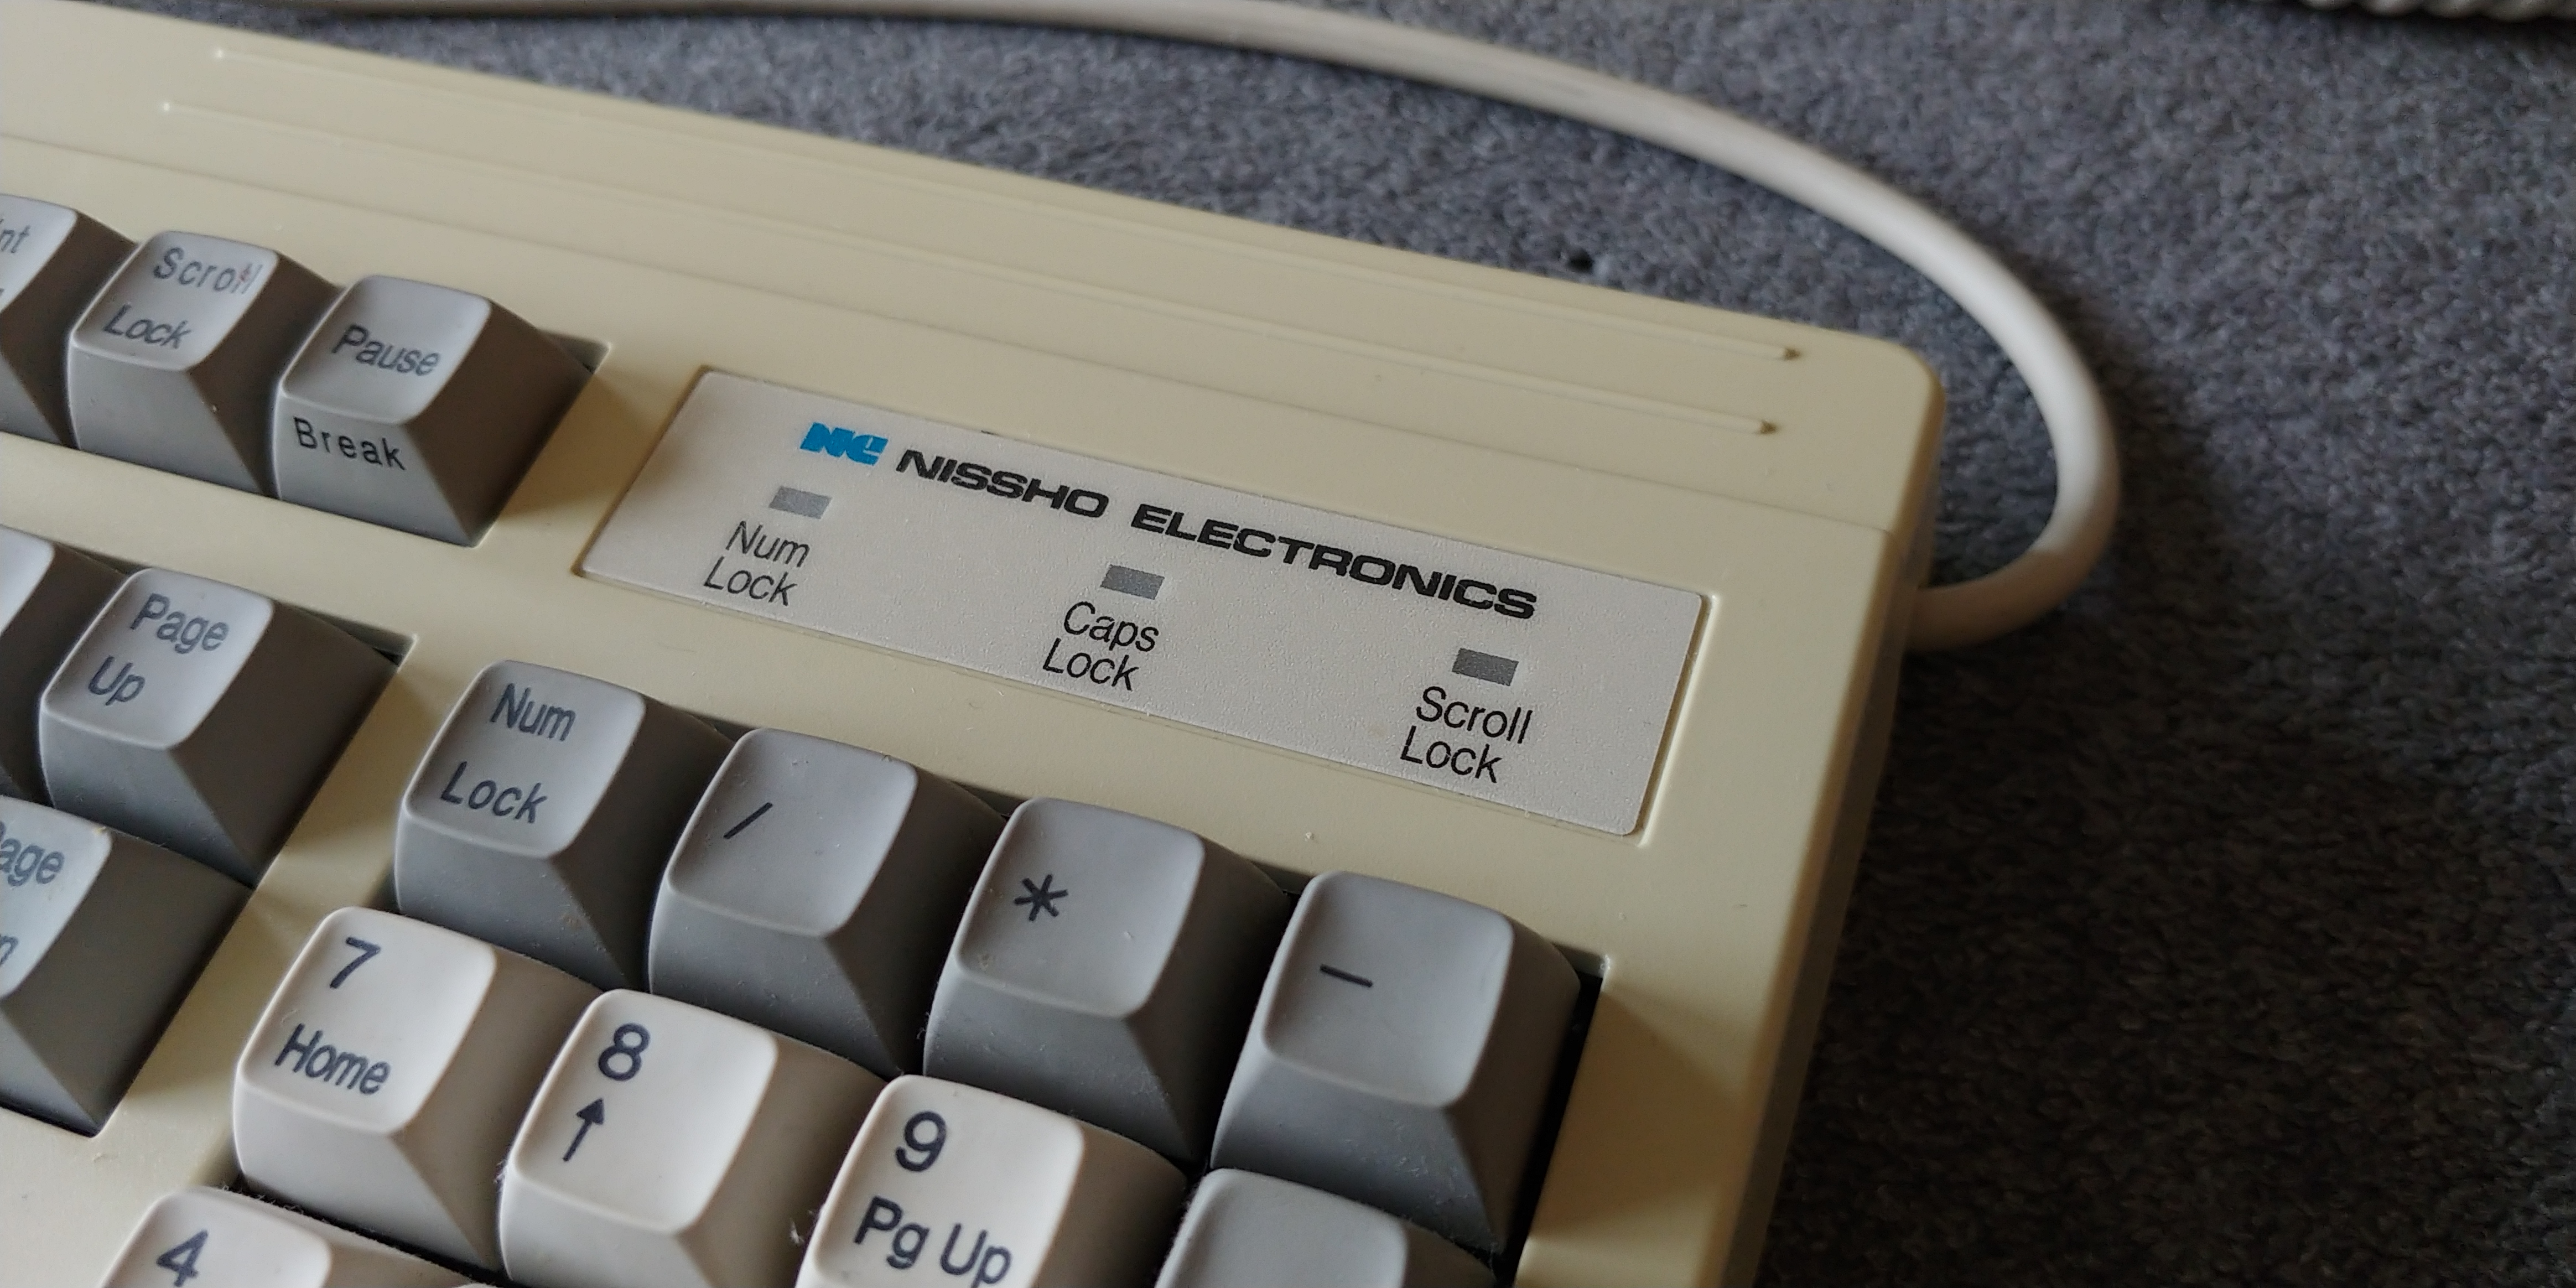 Scroll
Lock
Pause
Break
NE NISSHO ELECTRONICS
Num
Lock
Caps
Lock
Scroll
Lock
Page
Up
Num
Lock
/
*
−
7
Home
8
↑
9
Pg Up
4